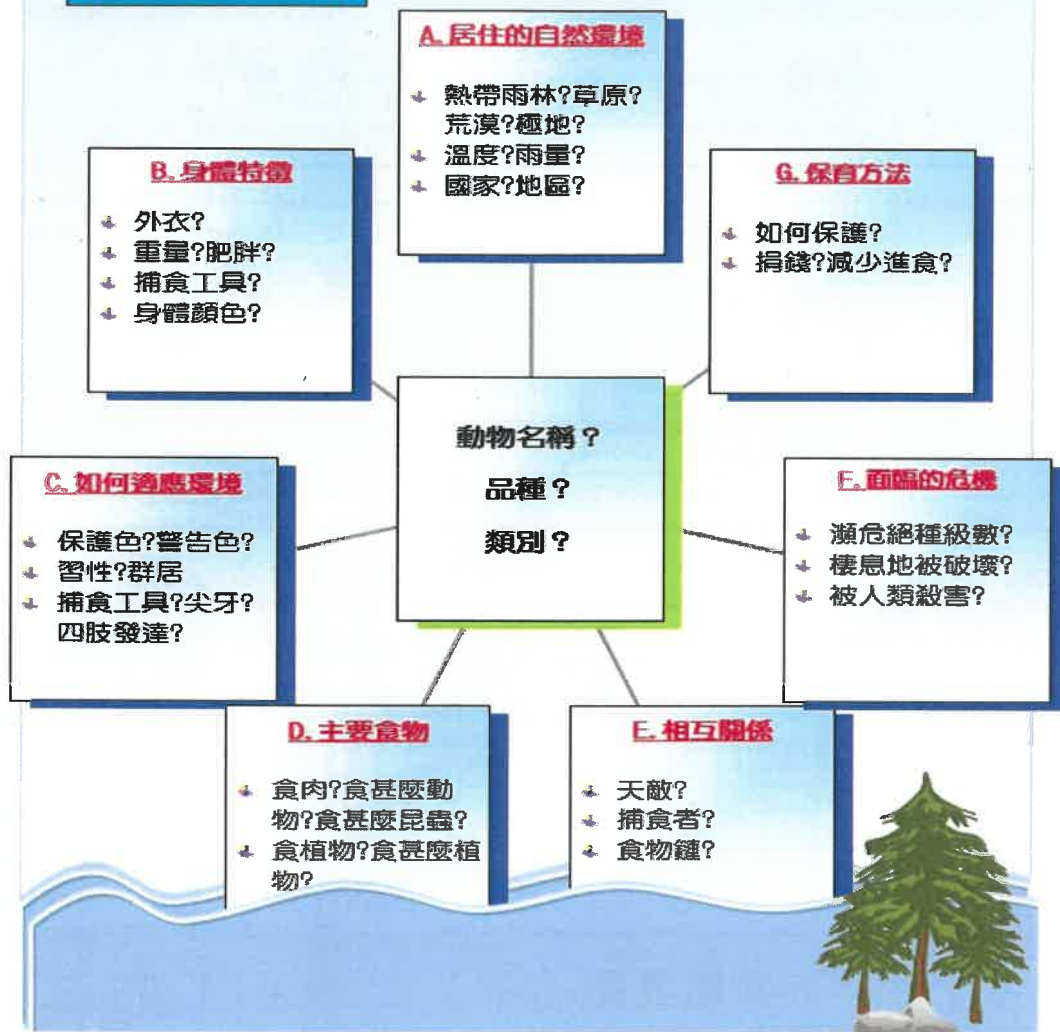 A. 居住的自然環境
熱帶雨林?草原?
荒漠?極地?
溫度?雨量?
國家?地區?
B. 身體特徵
外衣?
重量?肥胖?
捕食工具?
身體顏色?
G. 保育方法
如何保護?
捐錢?減少進食?
動物名稱？
品種？
類別？
C. 如何適應環境
保護色?警告色?
習性?群居
捕食工具?尖牙?
四肢發達?
F. 面臨的危機
瀕危絕種級數?
棲息地被破壞?
被人類殺害?
D. 主要食物
食肉?食甚麼動
物?食甚麼昆蟲?
食植物?食甚麼植
物?
E. 相互關係
天敵?
捕食者?
食物鏈?